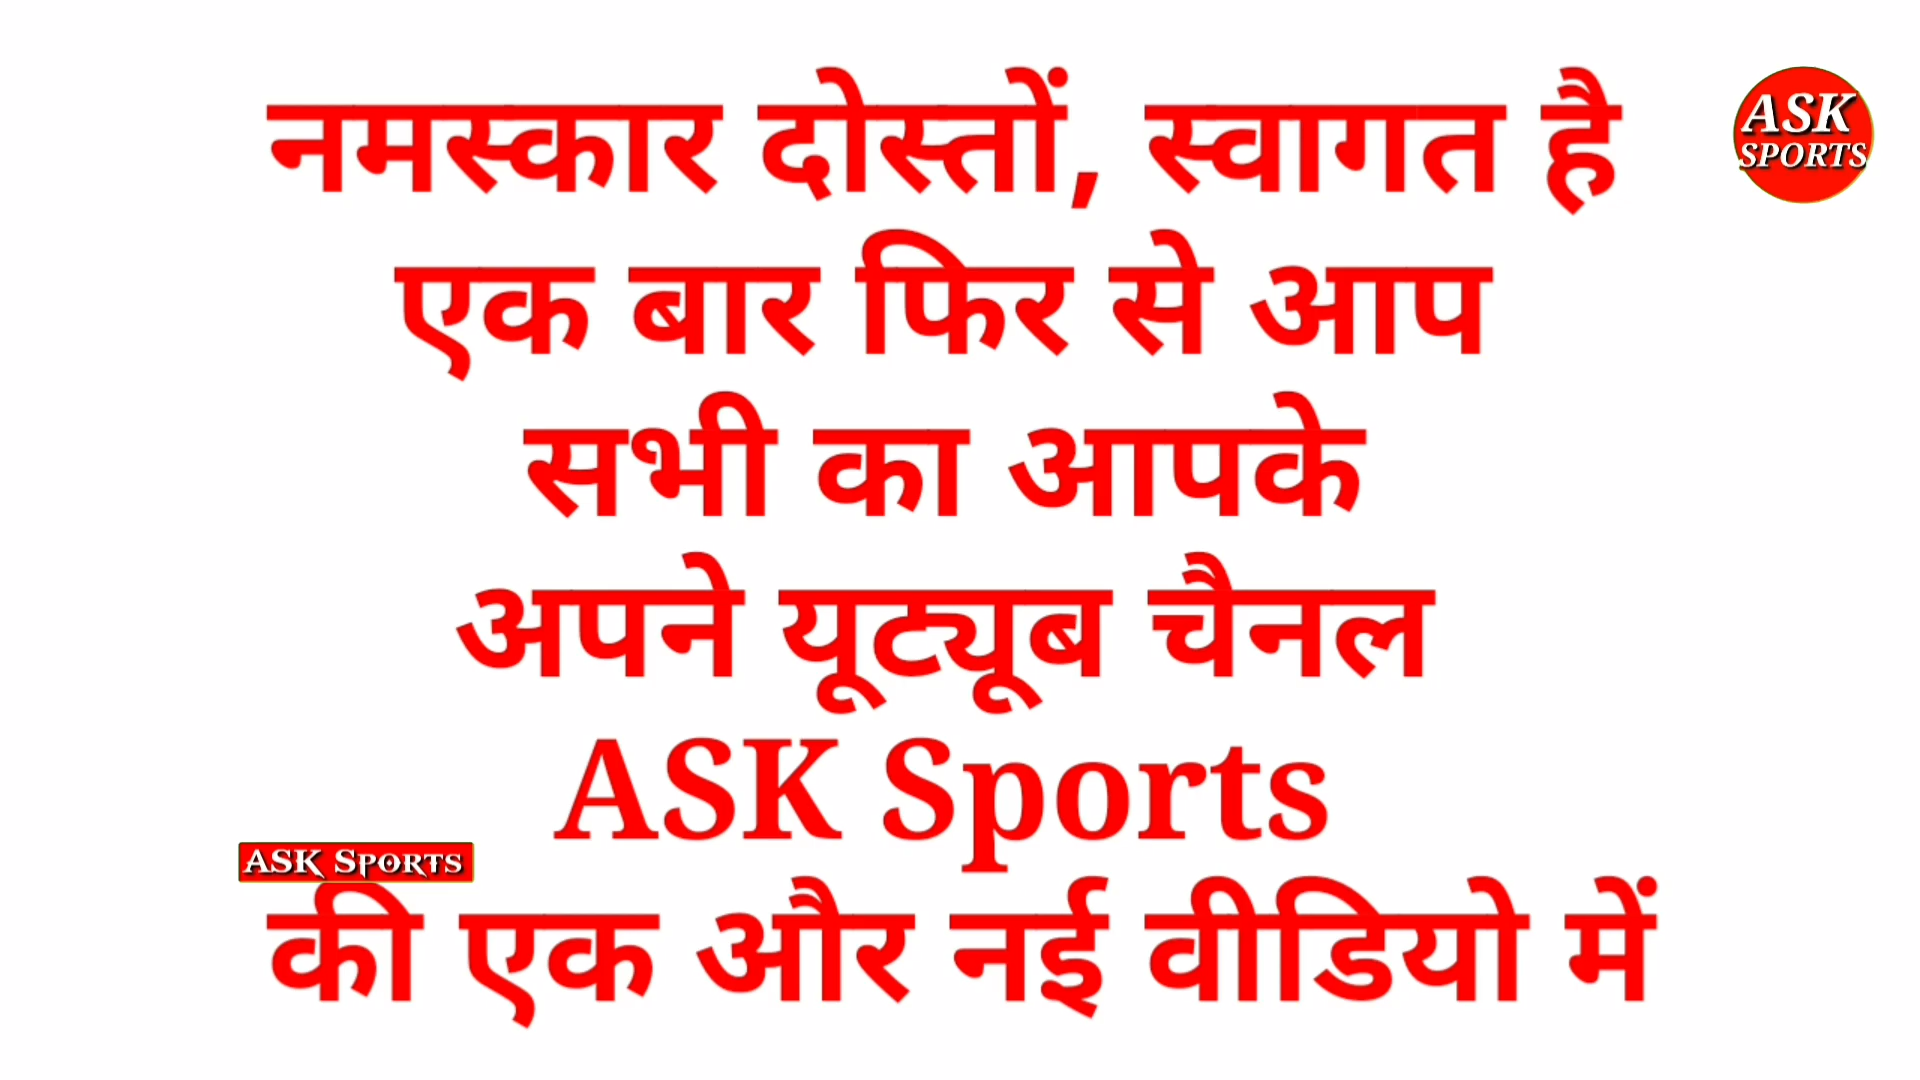 नमस्कार दोस्तों, स्वागत है
एक बार फिर से आप
सभी का आपके
अपने यूट्यूब चैनल
ASK Sports
की एक और नई वीडियो में
ASK
SPORTS
ASK SPORTS